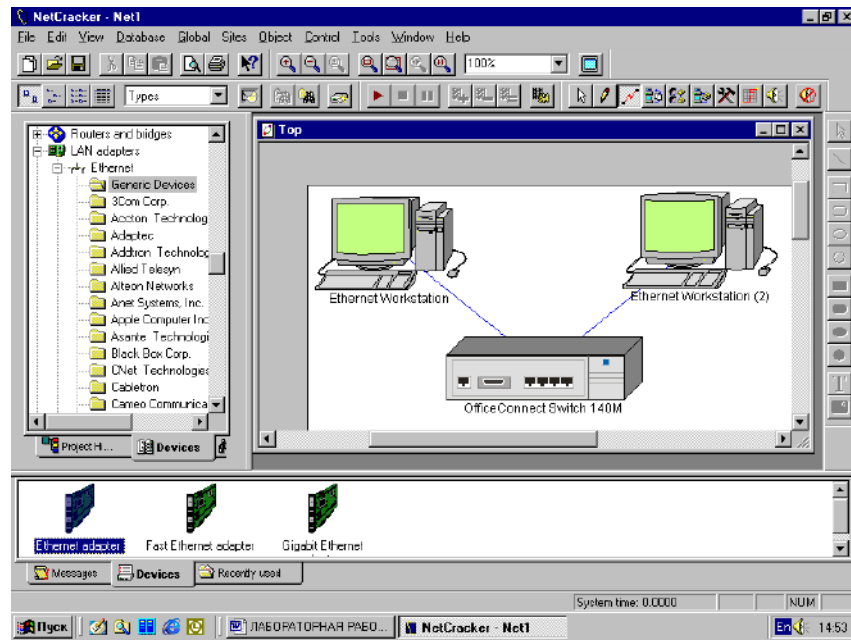 NetCracker - Net1
File Edit View Database Global Sites Object Control Tools Window Help
100%
Types
Routers and bridges
LAN adapters
Ethernet
Generic Devices
3Com Corp.
Accton Technolog
Adaptec
Addtron Technolog
Allied Telesyn
Alteon Networks
Anet Systems, Inc.
Apple Computer Inc
Asante Technologi
Black Box Corp.
CNet Technologies
Cabletron
Cameo Communica
Project H...
Devices
Top
Ethernet Workstation
Ethernet Workstation (2)
OfficeConnect Switch 140M
Ethernet adapter
Fast Ethernet adapter
Gigabit Ethernet
Messages
Devices
Recently used
System time: 0.0000
NUM
Пуск
ЛАБОРАТОРНАЯ РАБО...
NetCracker - Net1
En
14:53